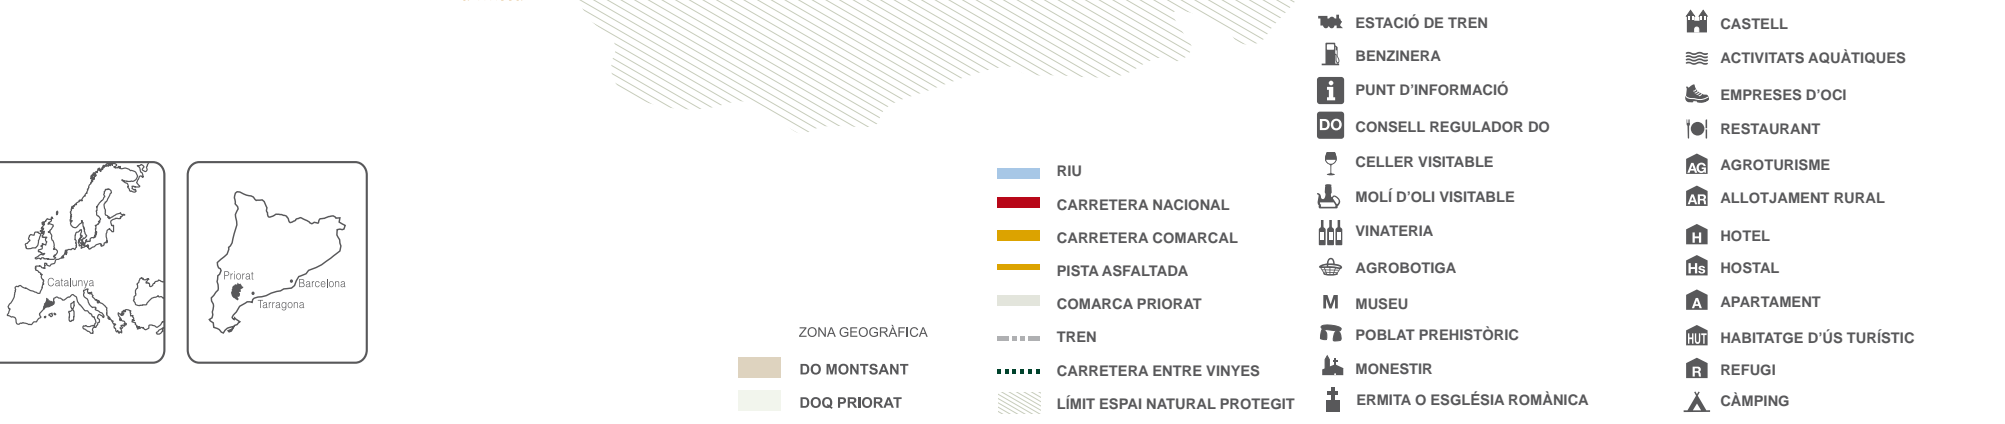 Catalunya
Priorat
Barcelona
Tarragona
ZONA GEOGRÀFICA
DO MONTSANT
DOQ PRIORAT
RIU
CARRETERA NACIONAL
CARRETERA COMARCAL
PISTA ASFALTADA
COMARCA PRIORAT
TREN
CARRETERA ENTRE VINYES
LÍMIT ESPAI NATURAL PROTEGIT
ESTACIÓ DE TREN
BENZINERA
i PUNT D'INFORMACIÓ
DO CONSELL REGULADOR DO
CELLER VISITABLE
MOLÍ D'OLI VISITABLE
VINATERIA
AGROBOTIGA
M MUSEU
POBLAT PREHISTÒRIC
MONESTIR
ERMITA O ESGLÉSIA ROMÀNICA
CASTELL
ACTIVITATS AQUÀTIQUES
EMPRESES D'OCI
RESTAURANT
AG AGROTURISME
AR ALLOTJAMENT RURAL
H HOTEL
Hs HOSTAL
A APARTAMENT
HUT HABITATGE D'ÚS TURÍSTIC
R REFUGI
CÀMPING